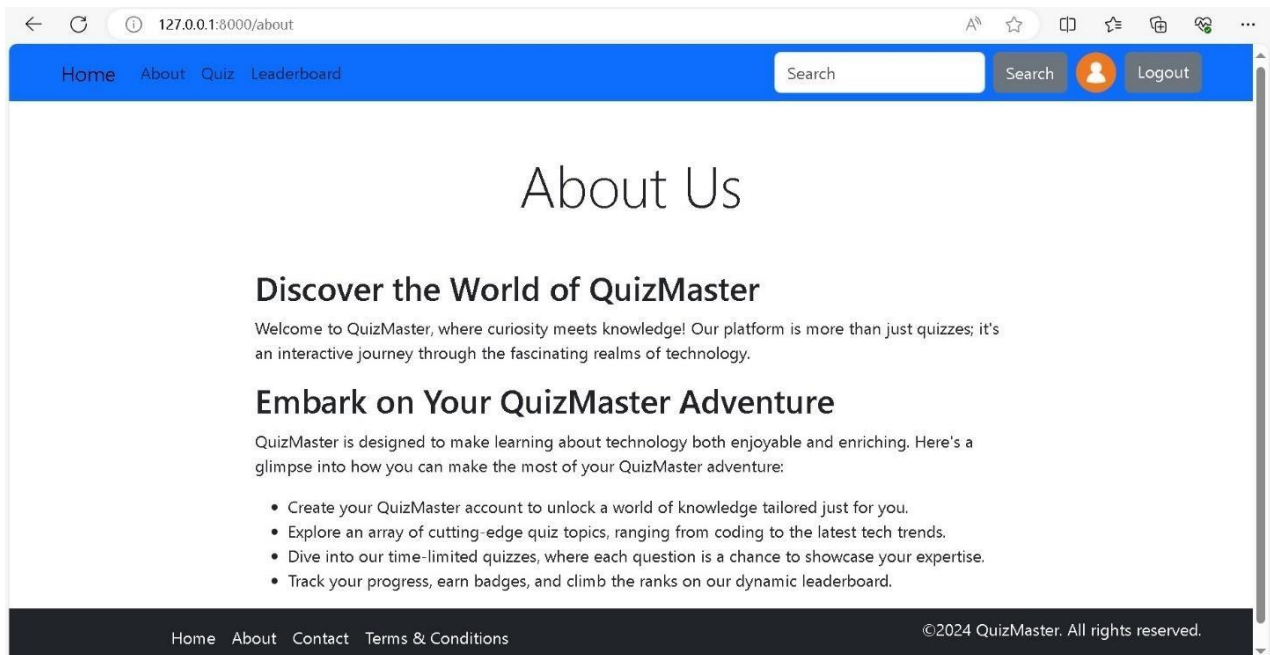 127.0.0.1:8000/about
Home About Quiz Leaderboard Search Search Logout
About Us
Discover the World of QuizMaster
Welcome to QuizMaster, where curiosity meets knowledge! Our platform is more than just quizzes; it's
an interactive journey through the fascinating realms of technology.
Embark on Your QuizMaster Adventure
QuizMaster is designed to make learning about technology both enjoyable and enriching. Here's a
glimpse into how you can make the most of your QuizMaster adventure:
• Create your QuizMaster account to unlock a world of knowledge tailored just for you.
• Explore an array of cutting-edge quiz topics, ranging from coding to the latest tech trends.
• Dive into our time-limited quizzes, where each question is a chance to showcase your expertise.
• Track your progress, earn badges, and climb the ranks on our dynamic leaderboard.
Home About Contact Terms & Conditions ©2024 QuizMaster. All rights reserved.